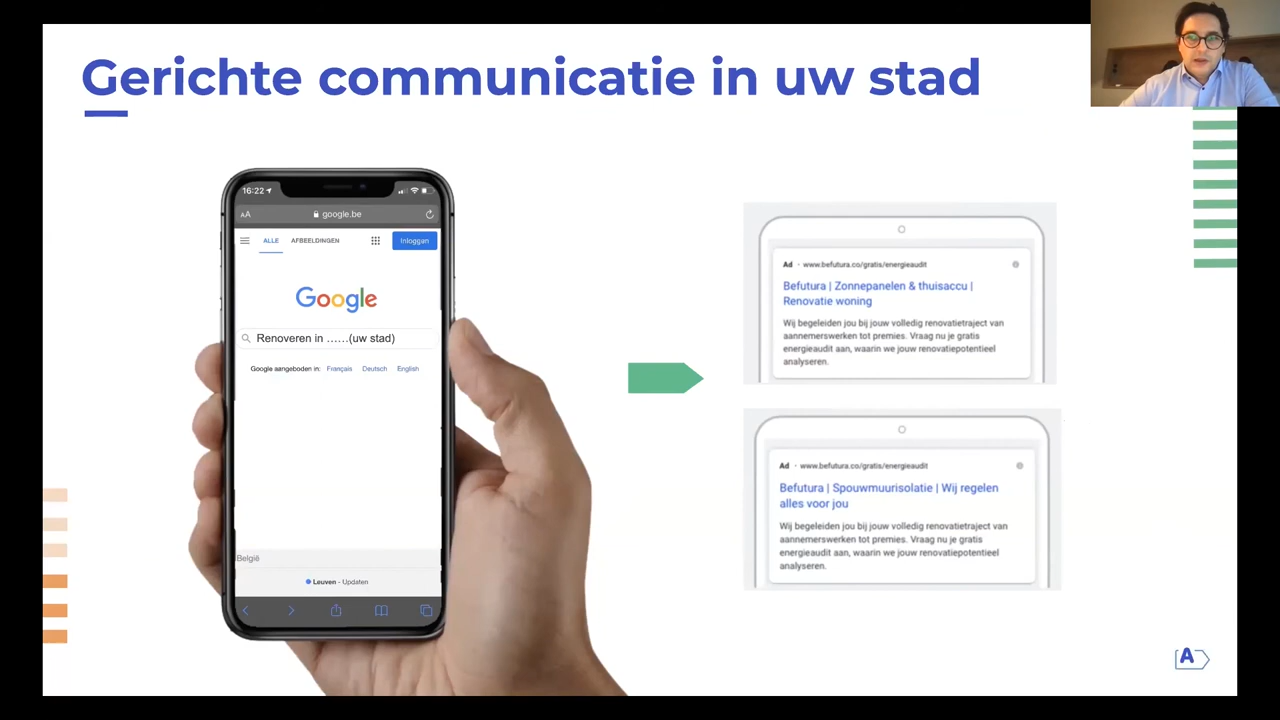 Gerichte communicatie in uw stad
16:22
AA
google.be
ALLE AFBEELDINGEN
Inloggan
Google
Renoveren in ......(uw stad)
Google aangeboden in: Français Deutsch English
België
Leuven - Updaten
Ad · www.befutura.co/gratis/energieaudit
Befutura | Zonnepanelen & thuisaccu |
Renovatie woning
Wij begeleiden jou bij jouw volledig renovatietraject van
aannemerswerken tot premies. Vraag nu je gratis
energieaudit aan, waarin we jouw renovatiepotentieel
analyseren.
Ad · www.befutura.co/gratis/energieaudit
Befutura | Spouwmuurisolatie | Wij regelen
alles voor jou
Wij begeleiden jou bij jouw volledig renovatietraject van
aannemerswerken tot premies. Vraag nu je gratis
energieaudit aan, waarin we jouw renovatiepotentieel
analyseren.
A